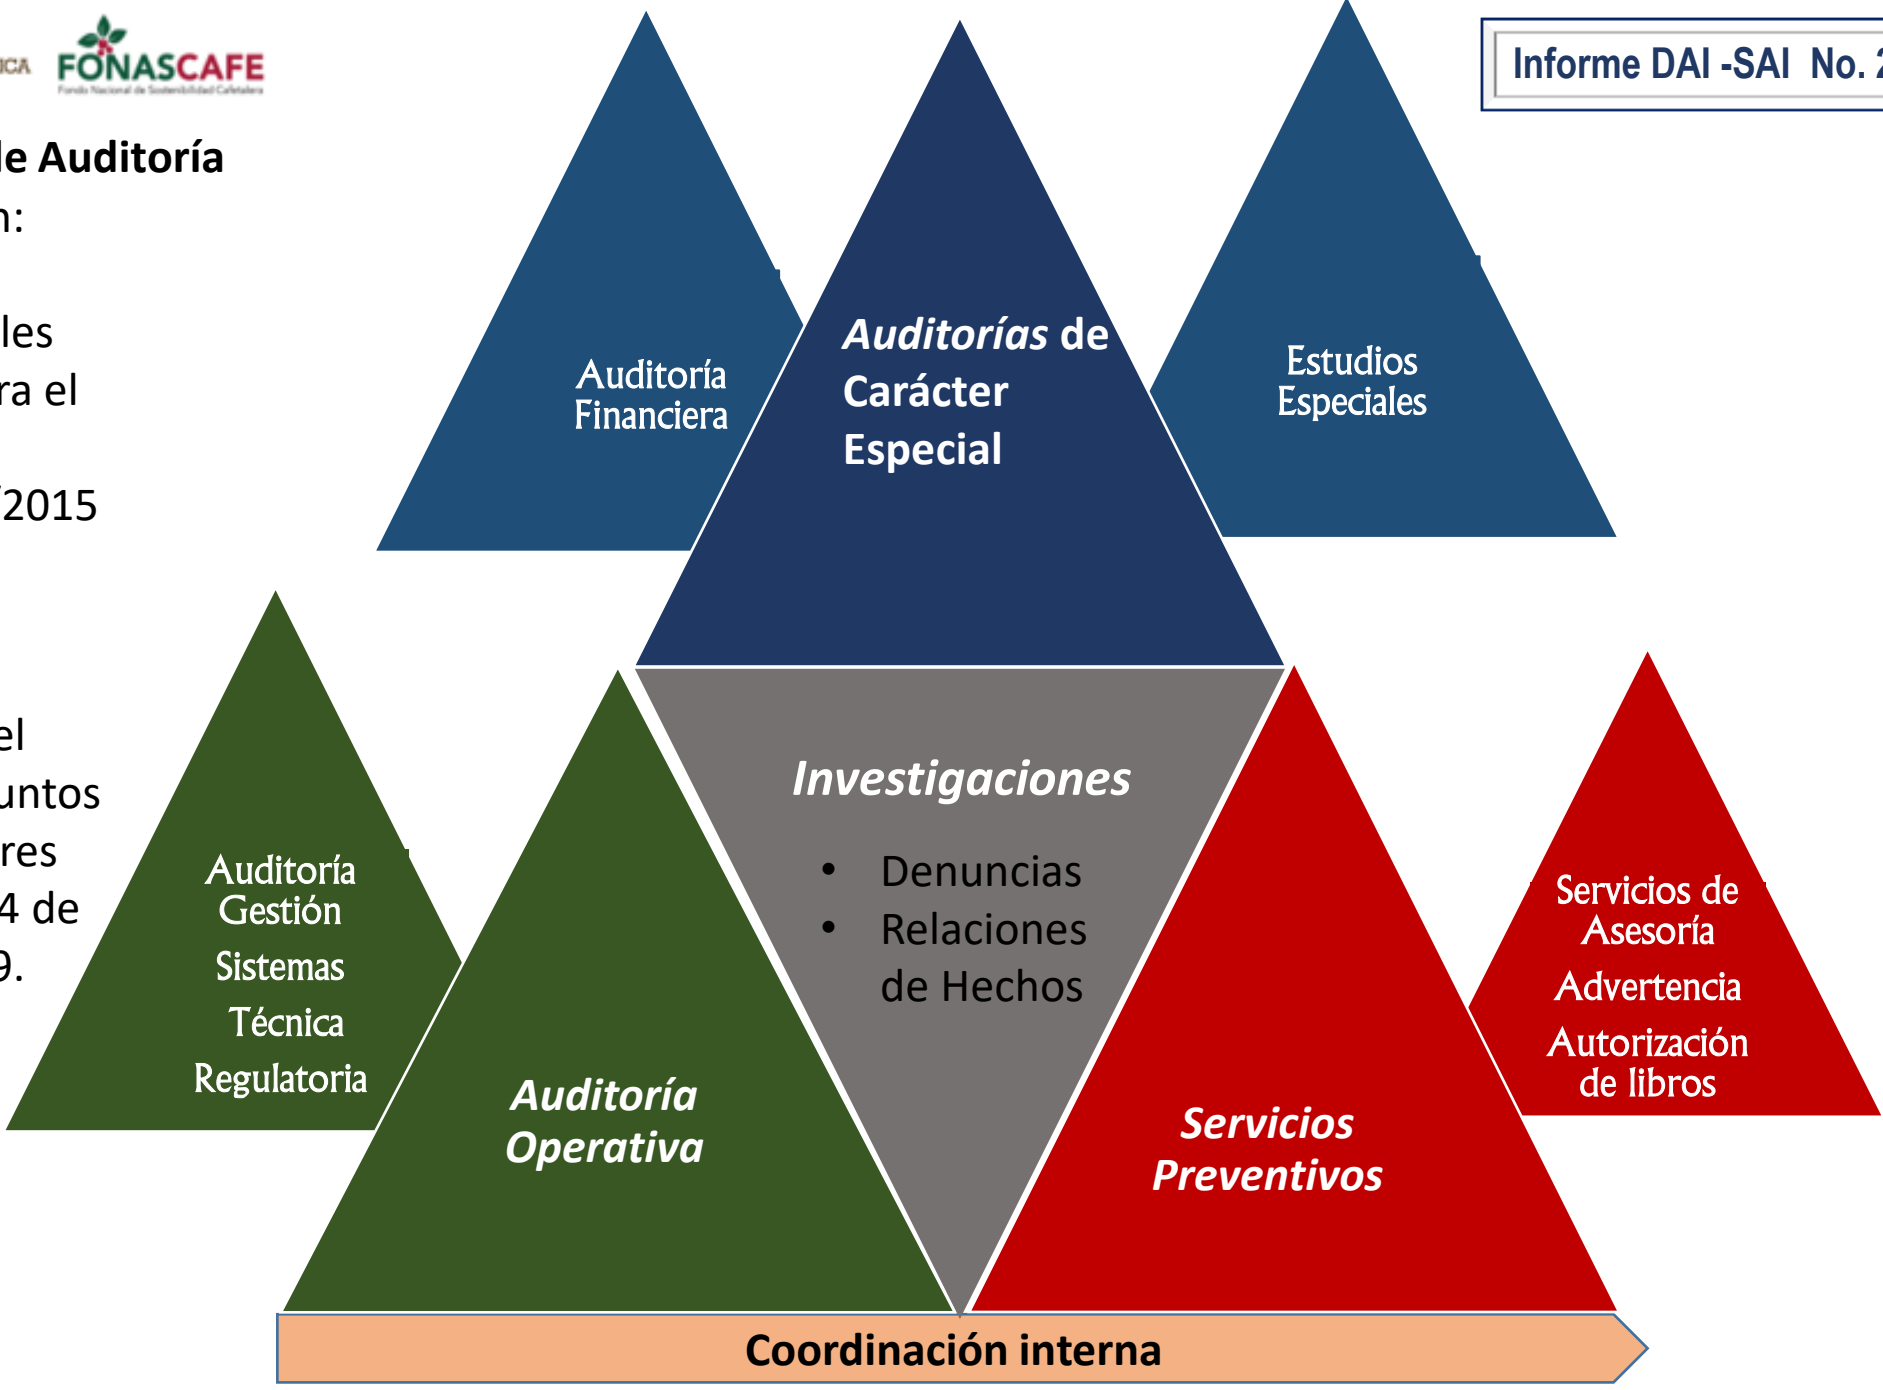 FONASCAFE
Fondo Nacional de Sostenibilidad Cafetalera
Informe DAI -SAI No. 2
de Auditoría
n:
les
ra el
/2015
el
untos
res
4 de
9.
Auditoría
Financiera
Auditorías de
Carácter
Especial
Estudios
Especiales
Auditoría
Gestión
Sistemas
Técnica
Regulatoria
Auditoría
Operativa
Investigaciones
• Denuncias
• Relaciones
de Hechos
Servicios
Preventivos
Servicios de
Asesoría
Advertencia
Autorización
de libros
Coordinación interna